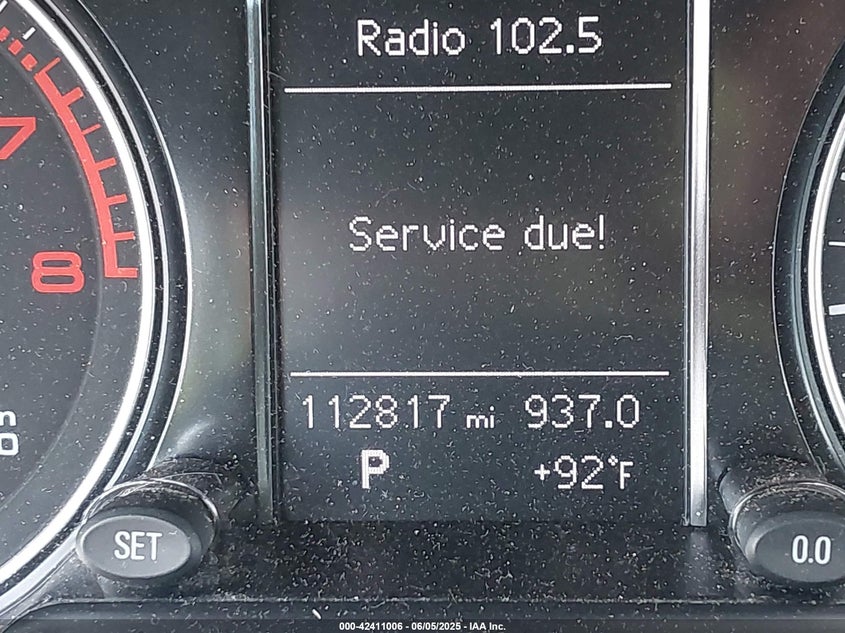 Radio 102.5
7
Service due!
8
112817 mi 937.0
P +92°F
SET
0.0
000-42411006 - 06/05/2025 - IAA Inc.